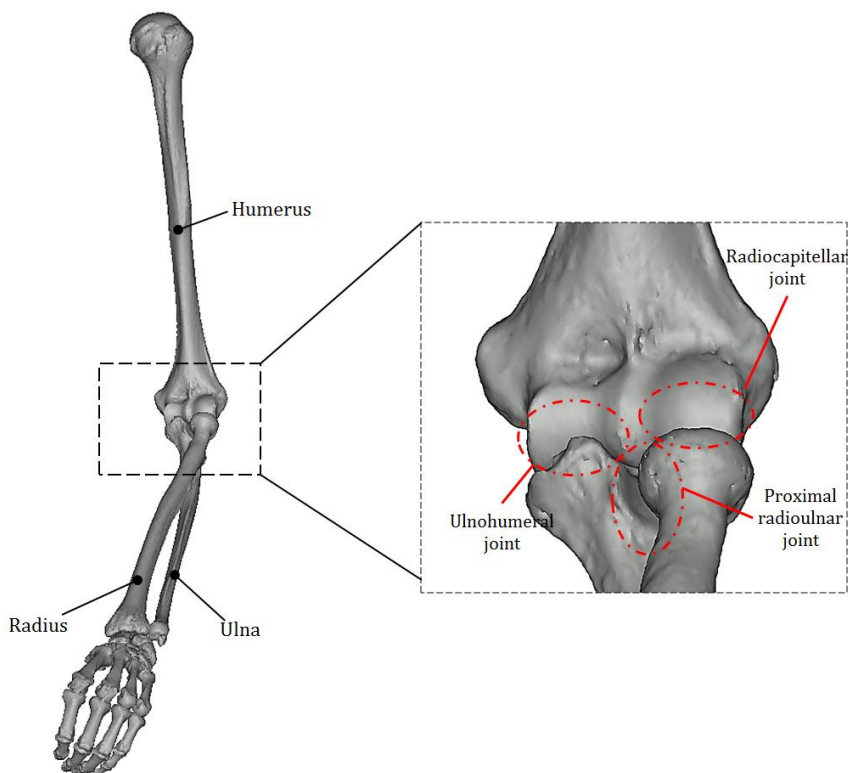 Humerus
Radiocapitellar
joint
Ulnohumeral
joint
Proximal
radioulnar
joint
Radius
Ulna